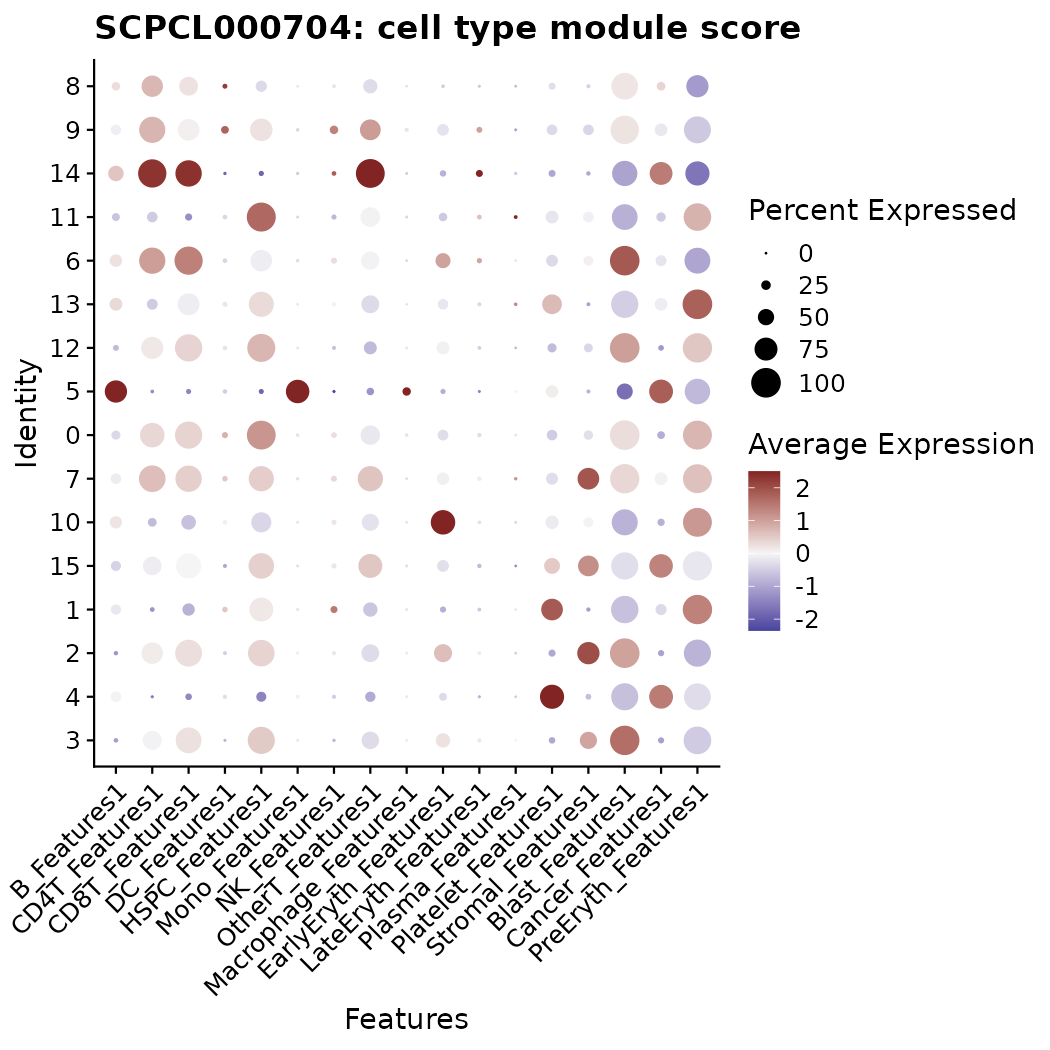 SCPCL000704: cell type module score
8
9
14
11
6
13
12
5
0
7
10
15
1
2
4
3
Identity
B_Features1
CD4T_Features1
CD8T_Features1
DC_Features1
HSPC_Features1
Mono_Features1
NK_Features1
OtherT_Features1
Macrophage_Features1
EarlyEryth_Features1
LateEryth_Features1
Plasma_Features1
Platelet_Features1
Stromal_Features1
Blast_Features1
Cancer_Features1
PreEryth_Features1
Features
Percent Expressed
0
25
50
75
100
Average Expression
2
1
0
-1
-2